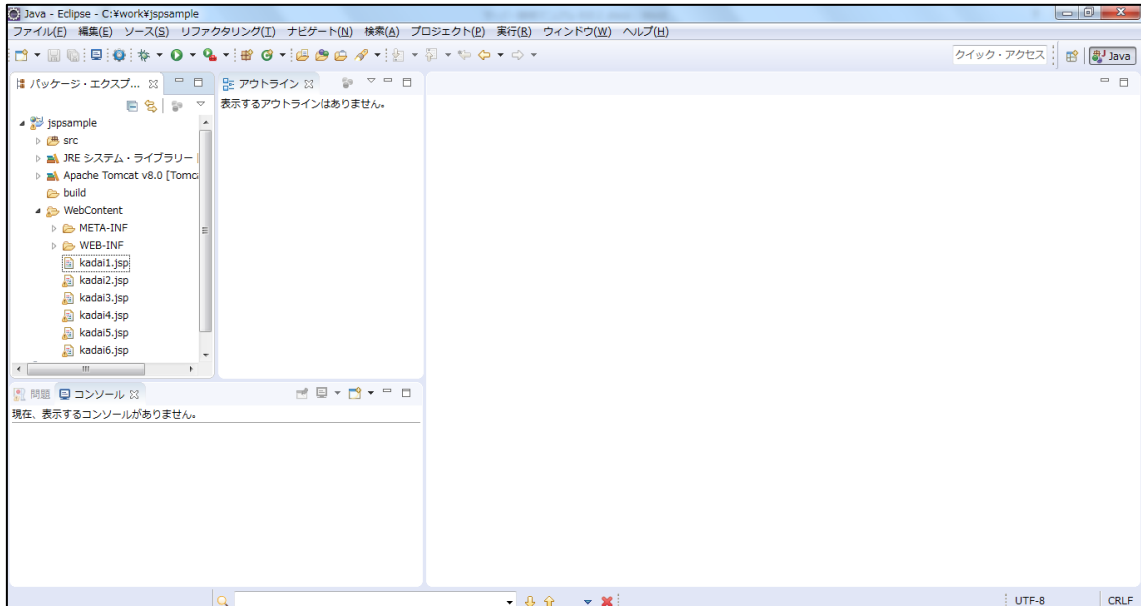 Java - Eclipse - C:¥work¥jspsample
ファイル(F) 編集(E) ソース(S) リファクタリング(T) ナビゲート(N) 検索(A) プロジェクト(P) 実行(R) ウィンドウ(W) ヘルプ(H)
クイック・アクセス Java
パッケージ・エクスプ... アウトライン
表示するアウトラインはありません。
jspsample
src
JRE システム・ライブラリー [
Apache Tomcat v8.0 [Tomca
build
WebContent
META-INF
WEB-INF
kadai1.jsp
kadai2.jsp
kadai3.jsp
kadai4.jsp
kadai5.jsp
kadai6.jsp
問題 コンソール
現在、表示するコンソールがありません。
UTF-8 CRLF